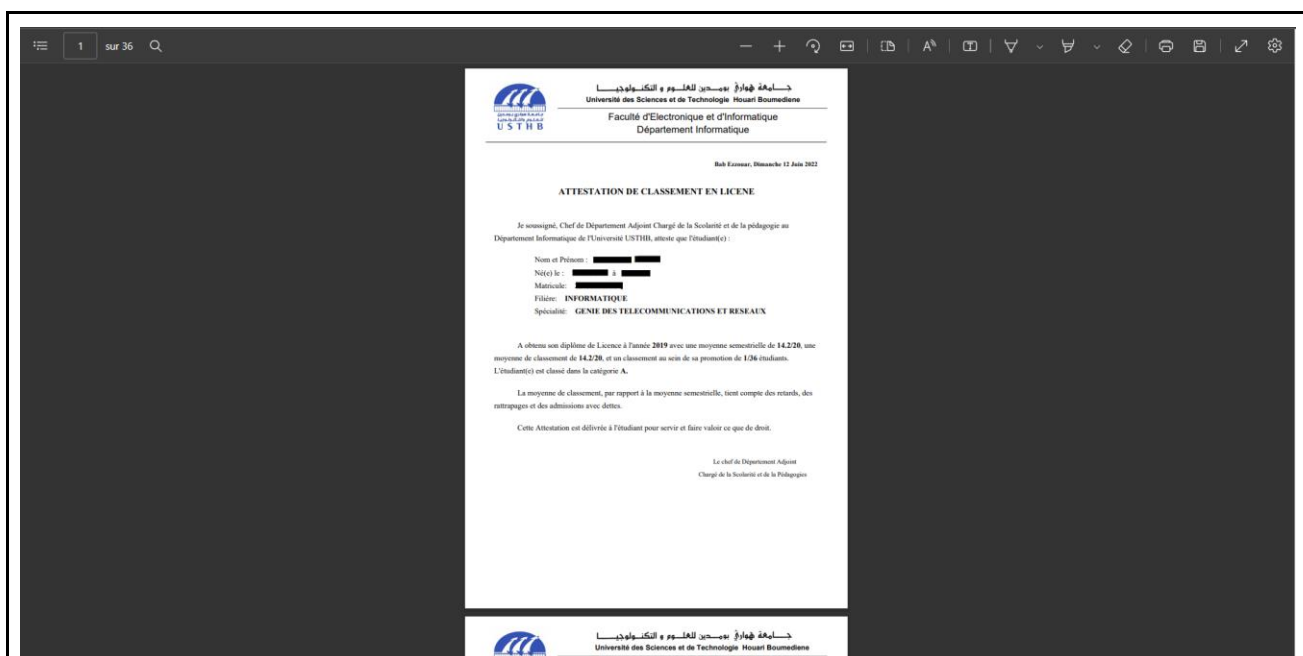 1 sur 36
جـــامعة هواري بومـــدين للعلـــوم و التكنـــولوجيـــــا
Université des Sciences et de Technologie Houari Boumediene
USTHB
Faculté d'Electronique et d'Informatique
Département Informatique
Bab Ezzouar, Dimanche 12 Juin 2022
ATTESTATION DE CLASSEMENT EN LICENE
Je soussigné, Chef de Département Adjoint Chargé de la Scolarité et de la pédagogie au
Département Informatique de l'Université USTHB, atteste que l'étudiant(e) :
Nom et Prénom :
Né(e) le : à
Matricule:
Filière: INFORMATIQUE
Spécialité: GENIE DES TELECOMMUNICATIONS ET RESEAUX
A obtenu son diplôme de Licence à l'année 2019 avec une moyenne semestrielle de 14.2/20, une
moyenne de classement de 14.2/20, et un classement au sein de sa promotion de 1/36 étudiants.
L'étudiant(e) est classé dans la catégorie A.
La moyenne de classement, par rapport à la moyenne semestrielle, tient compte des retards, des
rattrapages et des admissions avec dettes.
Cette Attestation est délivrée à l'étudiant pour servir et faire valoir ce que de droit.
Le chef de Département Adjoint
Chargé de la Scolarité et de la Pédagogies
جـــامعة هواري بومـــدين للعلـــوم و التكنـــولوجيـــــا
Université des Sciences et de Technologie Houari Boumediene